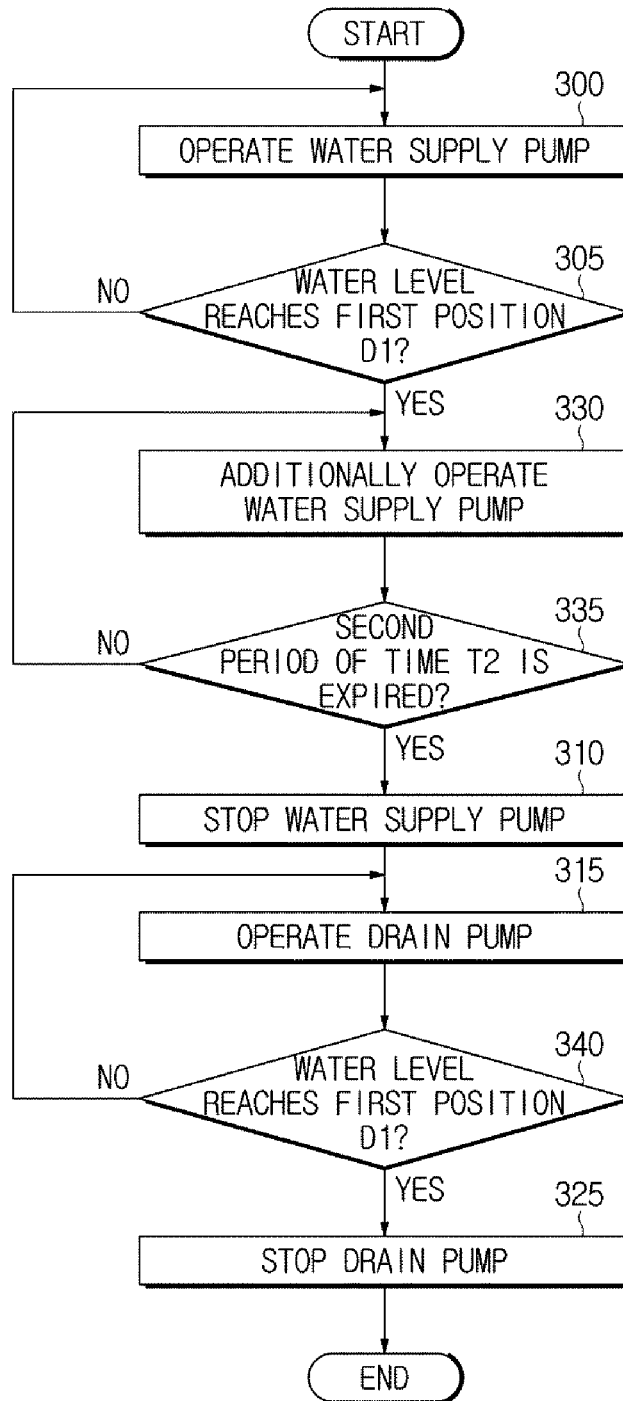 START
300
OPERATE WATER SUPPLY PUMP
305
WATER LEVEL
REACHES FIRST POSITION
D1?
NO
YES
330
ADDITIONALLY OPERATE
WATER SUPPLY PUMP
335
SECOND
PERIOD OF TIME T2 IS
EXPIRED?
NO
YES
310
STOP WATER SUPPLY PUMP
315
OPERATE DRAIN PUMP
340
WATER LEVEL
REACHES FIRST POSITION
D1?
NO
YES
325
STOP DRAIN PUMP
END